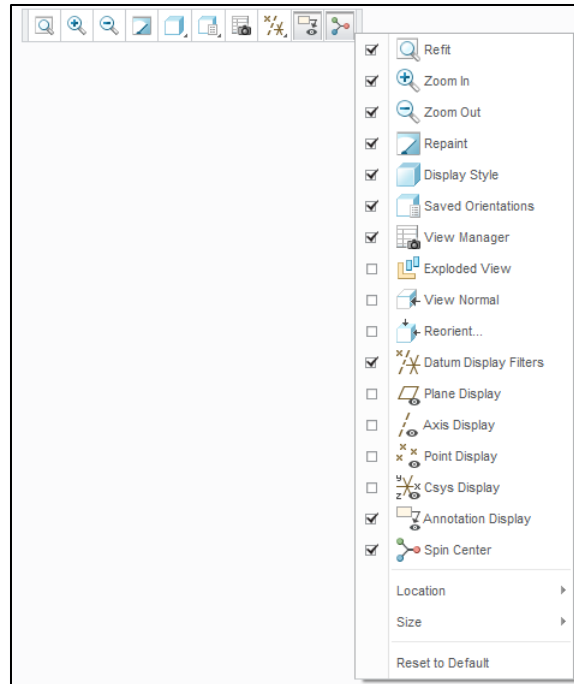 Refit
Zoom In
Zoom Out
Repaint
Display Style
Saved Orientations
View Manager
Exploded View
View Normal
Reorient...
Datum Display Filters
Plane Display
Axis Display
Point Display
Csys Display
Annotation Display
Spin Center
Location
Size
Reset to Default